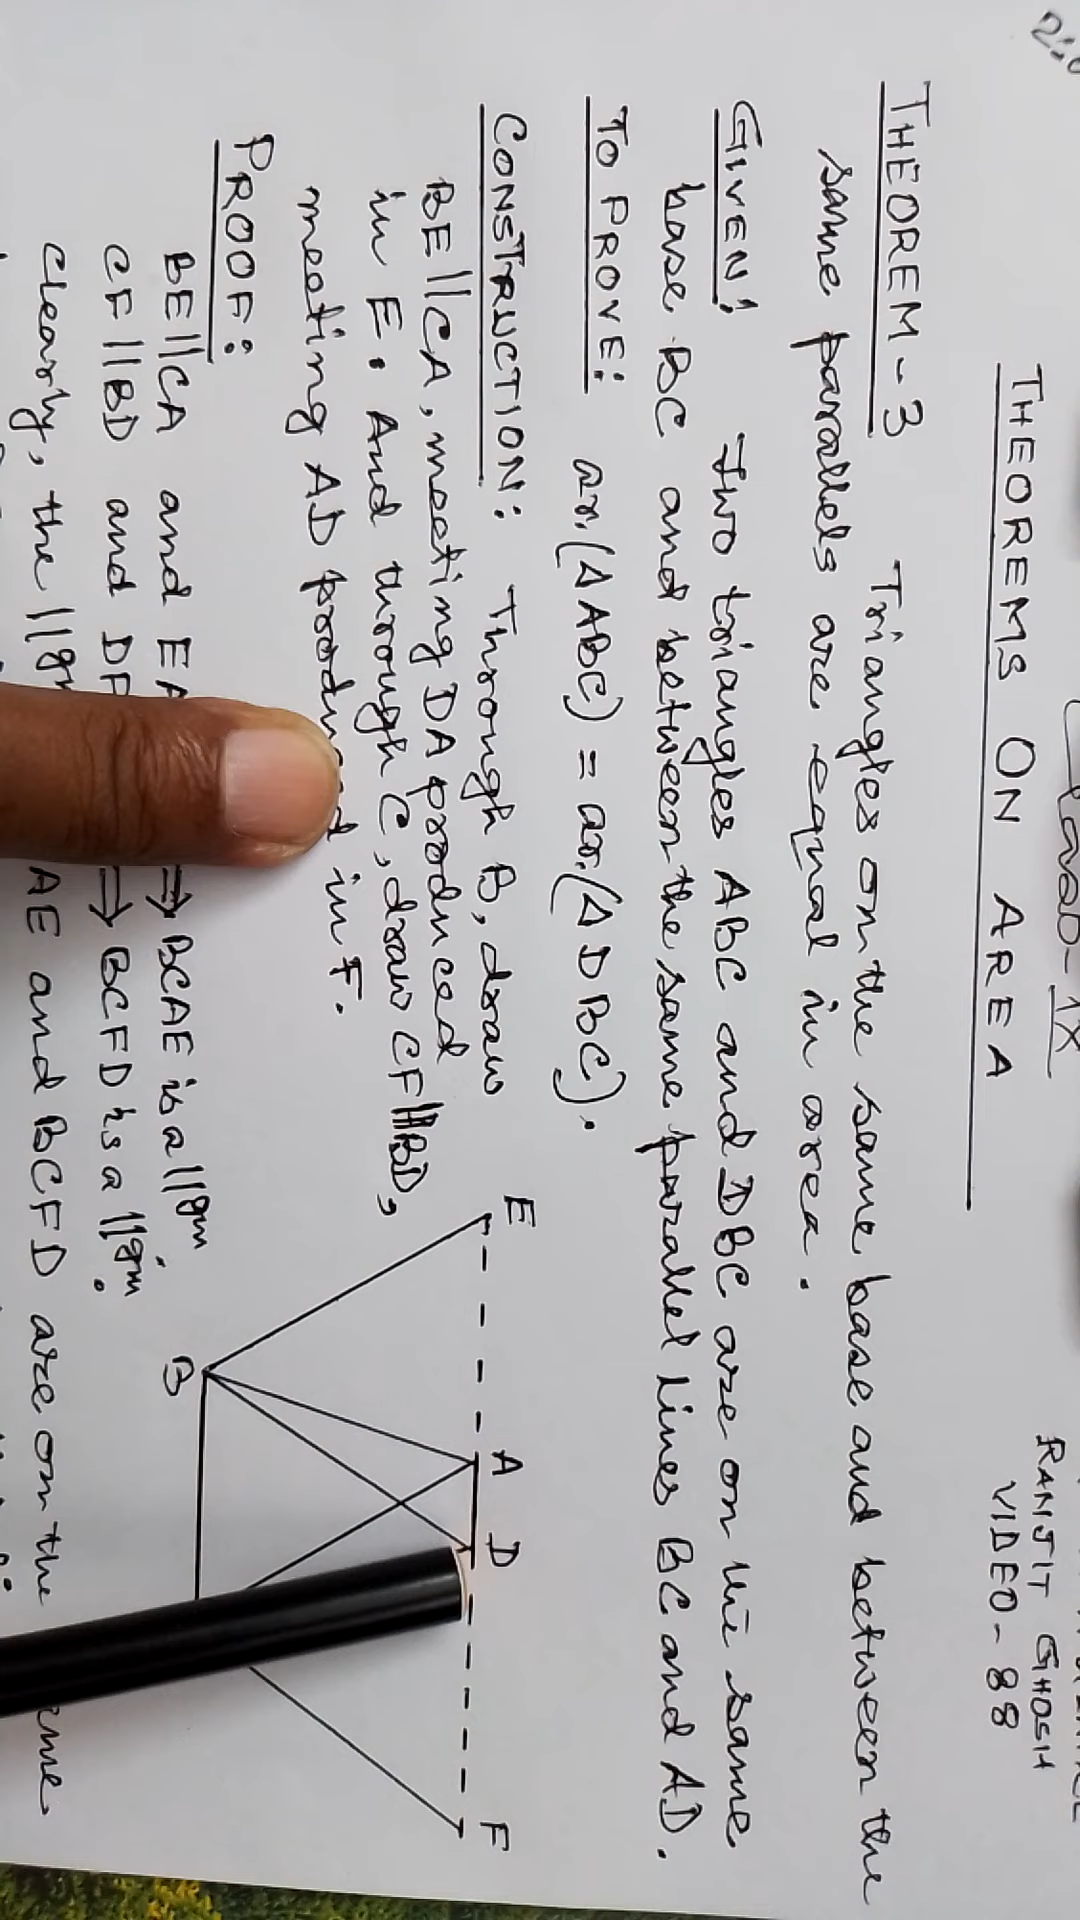 CLASS-IX
RANJIT GHOSH
VIDEO-88
THEOREMS ON AREA
THEOREM-3 Triangles on the same base and between the
same parallels are equal in area.
GIVEN: Two triangles ABC and DBC are on the same
base BC and between the same parallel lines BC and AD.
TO PROVE: ar.(△ABC) = ar.(△DBC).
CONSTRUCTION: Through B, draw
BE||CA, meeting DA produced
in E. And through C, draw CF||BD,
meeting AD produced in F.
PROOF:
BE||CA and EA ⇒ BCAE is a ||gm
CF||BD and DF ⇒ BCFD is a ||gm.
Clearly, the ||gm AE and BCFD are on the
E
A
D
F
B